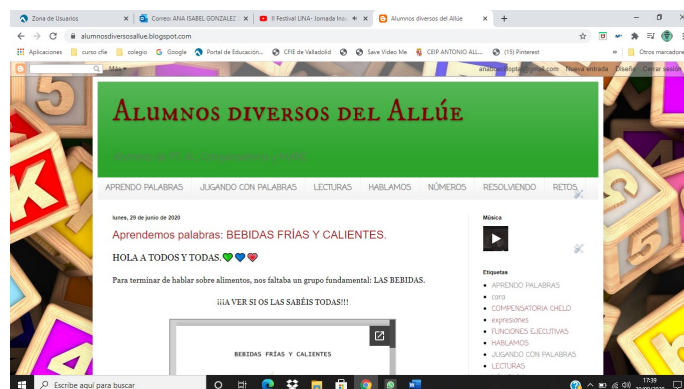 Zona de Usuarios
Correo: ANA ISABEL GONZALEZ
II Festival LINA- Jornada Inau
Alumnos diversos del Allúe
alumnosdiversosallue.blogspot.com
Aplicaciones curso cfie colegio Google Portal de Educación... CFIE de Valladolid Save Video Me CEIP ANTONIO ALL... (15) Pinterest » Otros marcadores
Más
Nueva entrada Diseño Cerrar sesión
Alumnos diversos del Allúe
APRENDO PALABRAS JUGANDO CON PALABRAS LECTURAS HABLAMOS NÚMEROS RESOLVIENDO RETOS
lunes, 29 de junio de 2020
Aprendemos palabras: BEBIDAS FRÍAS Y CALIENTES.
HOLA A TODOS Y TODAS.💚💙❤
Para terminar de hablar sobre alimentos, nos faltaba un grupo fundamental: LAS BEBIDAS.
¡¡¡A VER SI OS LAS SABÉIS TODAS!!!
BEBIDAS FRÍAS Y CALIENTES
Música
Etiquetas
APRENDO PALABRAS
cara
COMPENSATORIA CHELO
expresiones
FUNCIONES EJECUTIVAS
HABLAMOS
JUGANDO CON PALABRAS
LECTURAS
Escribe aquí para buscar
17:39